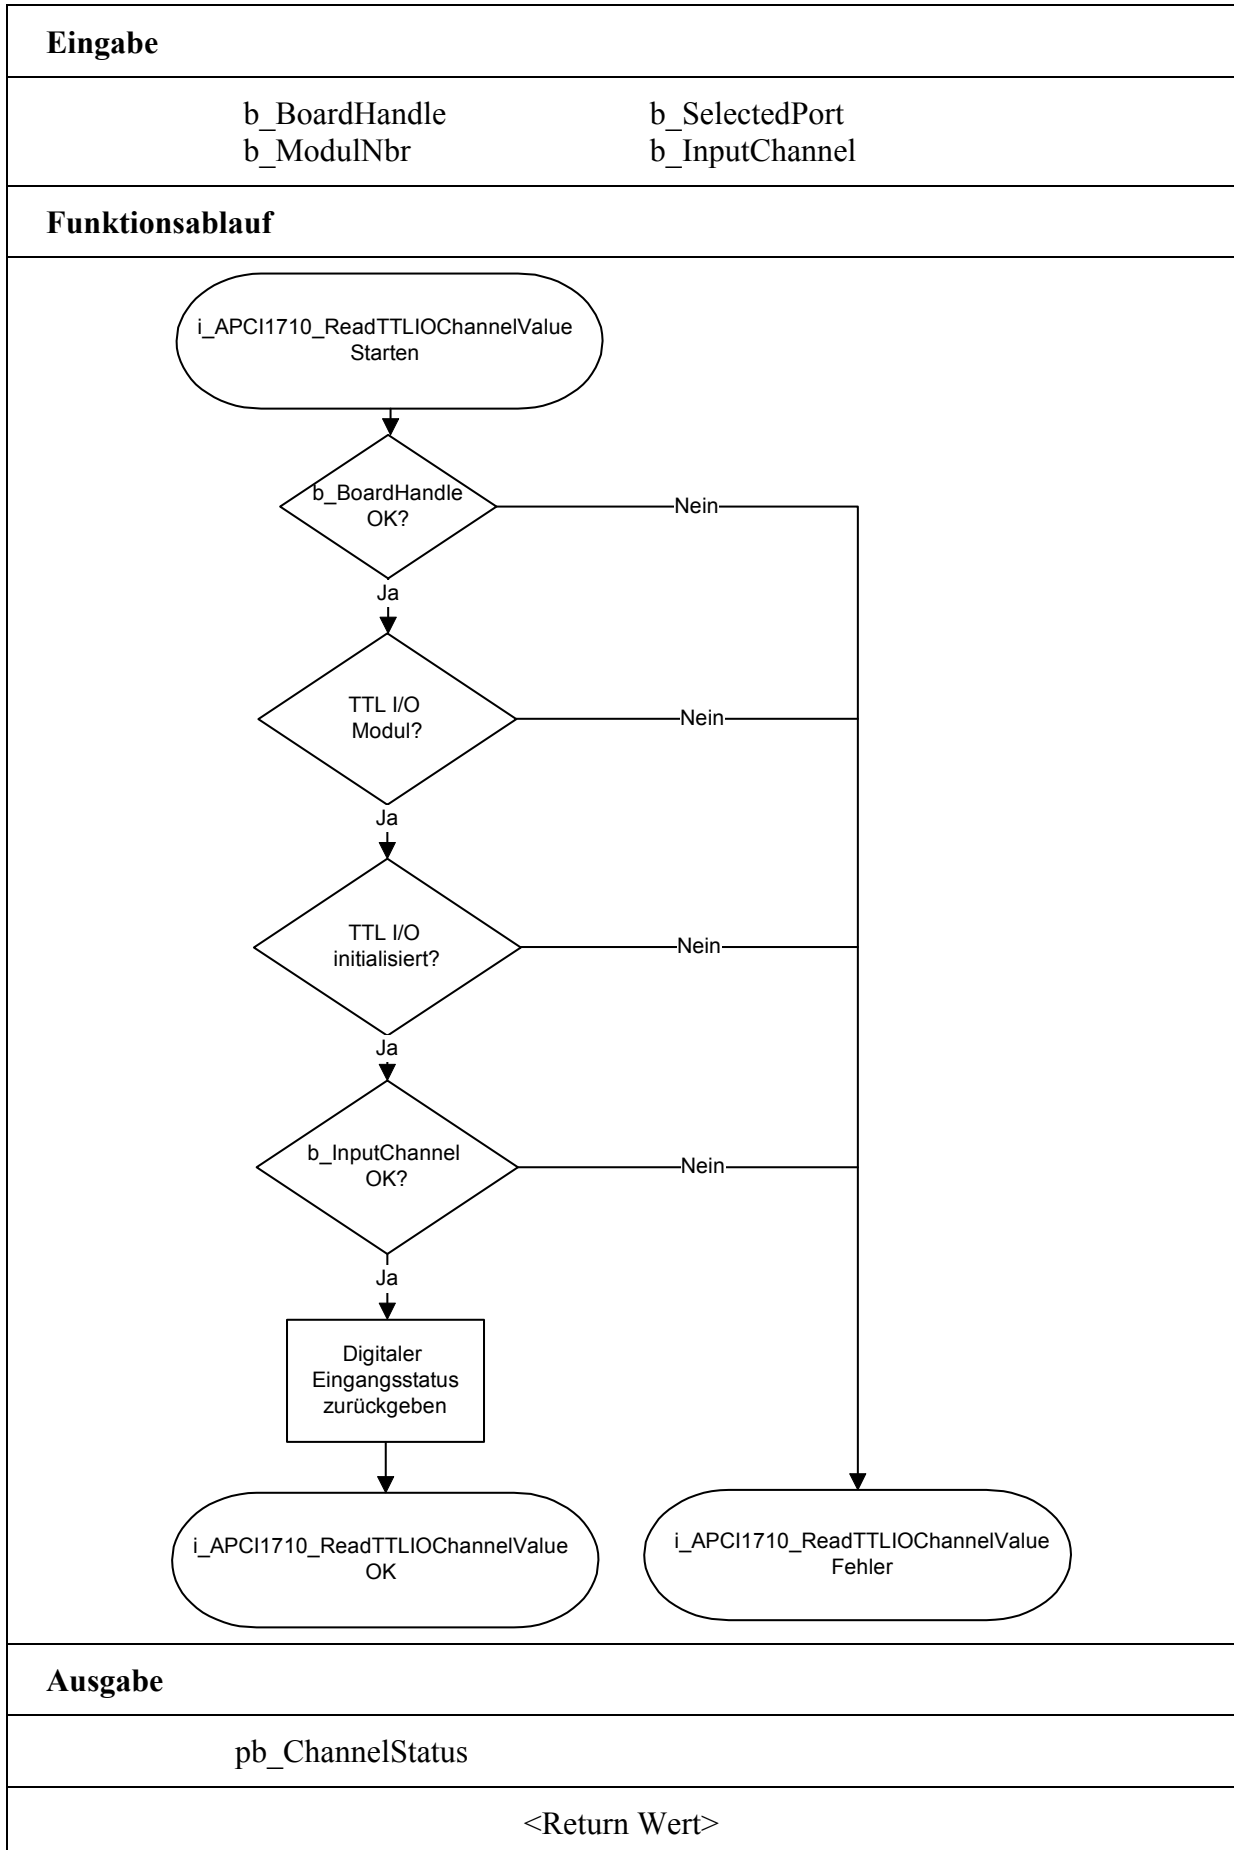 Eingabe
b_BoardHandle b_SelectedPort
b_ModulNbr b_InputChannel
Funktionsablauf
i_APCI1710_ReadTTLIOChannelValue
Starten
b_BoardHandle
OK?
Nein
Ja
TTL I/O
Modul?
Nein
Ja
TTL I/O
initialisiert?
Nein
Ja
b_InputChannel
OK?
Nein
Ja
Digitaler
Eingangsstatus
zurückgeben
i_APCI1710_ReadTTLIOChannelValue
OK
i_APCI1710_ReadTTLIOChannelValue
Fehler
Ausgabe
pb_ChannelStatus
<Return Wert>